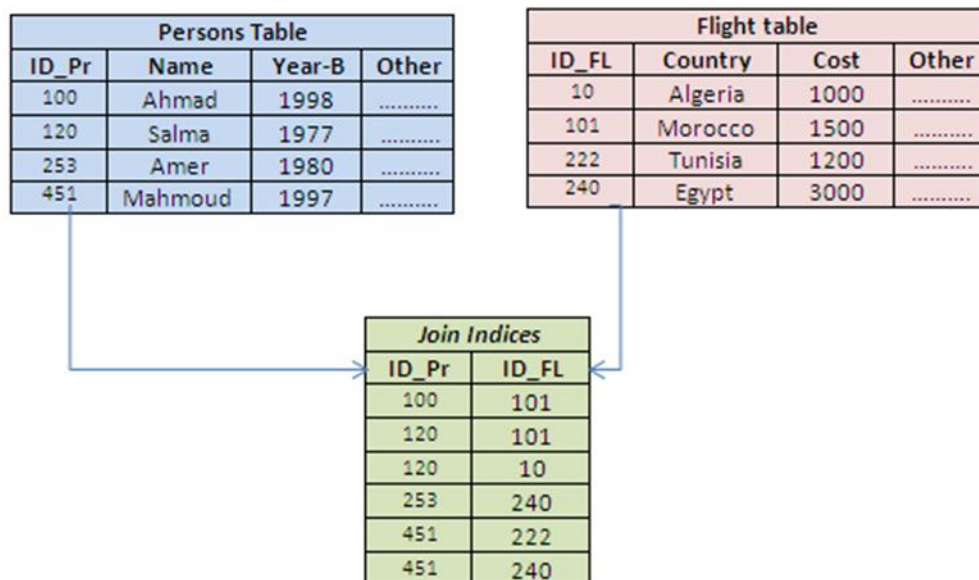 Persons Table
ID_Pr Name Year-B Other
100 Ahmad 1998 ..........
120 Salma 1977 ..........
253 Amer 1980 ..........
451 Mahmoud 1997 ..........
Flight table
ID_FL Country Cost Other
10 Algeria 1000 ..........
101 Morocco 1500 ..........
222 Tunisia 1200 ..........
240 Egypt 3000 ..........
Join Indices
ID_Pr ID_FL
100 101
120 101
120 10
253 240
451 222
451 240